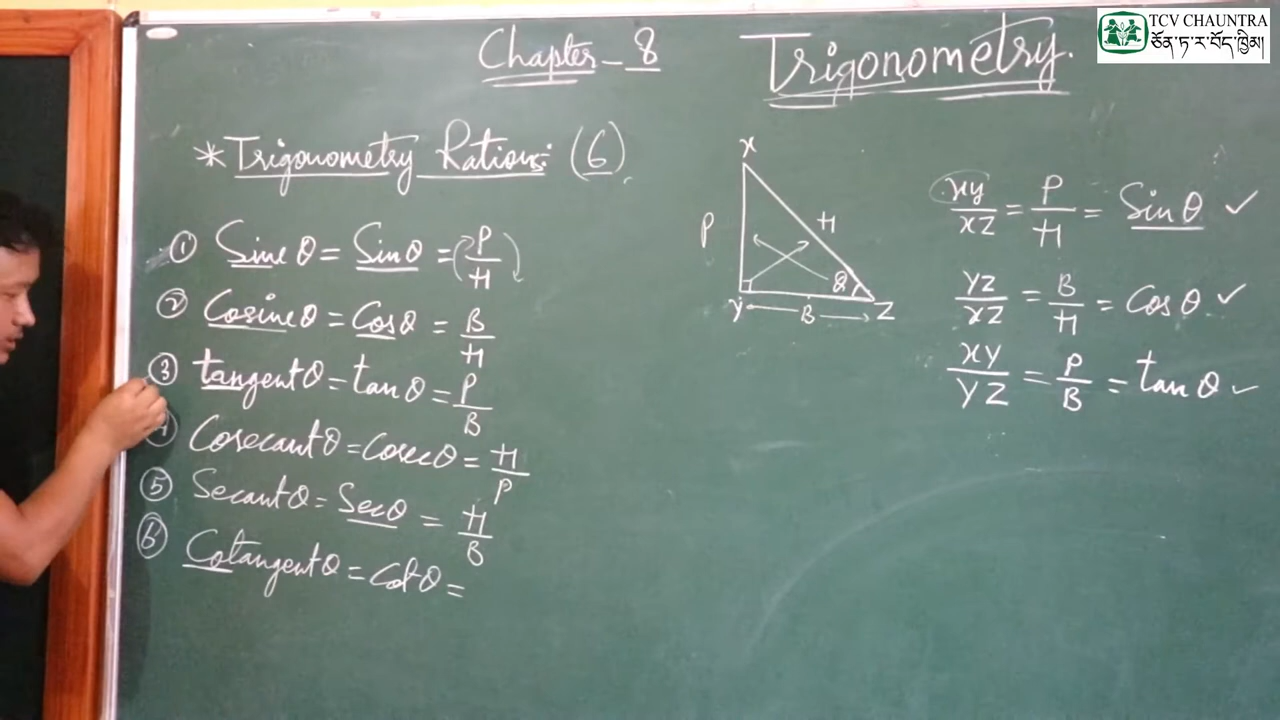 TCV CHAUNTRA
ཅོན་ཏ་ར་བོད་ཁྱིམ།
Chapter - 8 Trigonometry.
* Trigonometry Ratios: (6)
① Sine θ = Sin θ = P/H
② Cosine θ = Cos θ = B/H
③ tangent θ = tan θ = P/B
4 Cosecant θ = Cosec θ = H/P
⑤ Secant θ = Sec θ = H/B
⑥ Cotangent θ = Cot θ =
X
P H
θ
Y B Z
XY/XZ = P/H = Sin θ ✓
YZ/XZ = B/H = Cos θ ✓
XY/YZ = P/B = tan θ ✓